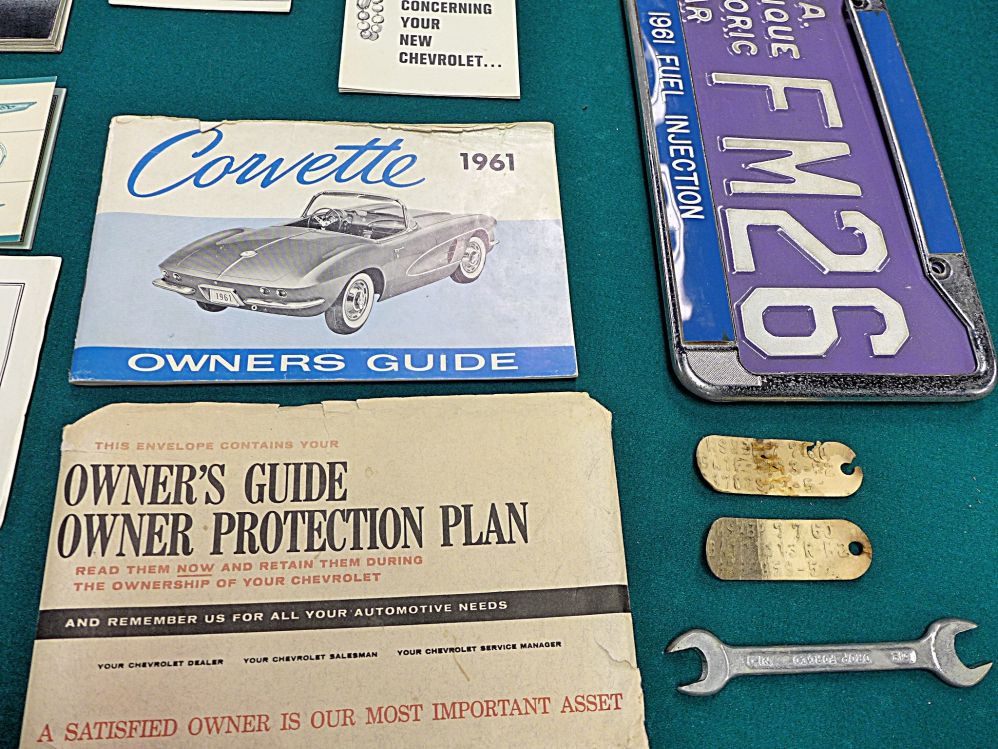 CONCERNING
YOUR
NEW
CHEVROLET...
Corvette 1961
1961
OWNERS GUIDE
THIS ENVELOPE CONTAINS YOUR
OWNER'S GUIDE
OWNER PROTECTION PLAN
READ THEM NOW AND RETAIN THEM DURING
THE OWNERSHIP OF YOUR CHEVROLET
AND REMEMBER US FOR ALL YOUR AUTOMOTIVE NEEDS
YOUR CHEVROLET DEALER YOUR CHEVROLET SALESMAN YOUR CHEVROLET SERVICE MANAGER
A SATISFIED OWNER IS OUR MOST IMPORTANT ASSET
1961 FUEL INJECTION
FM26
DROP FORGED